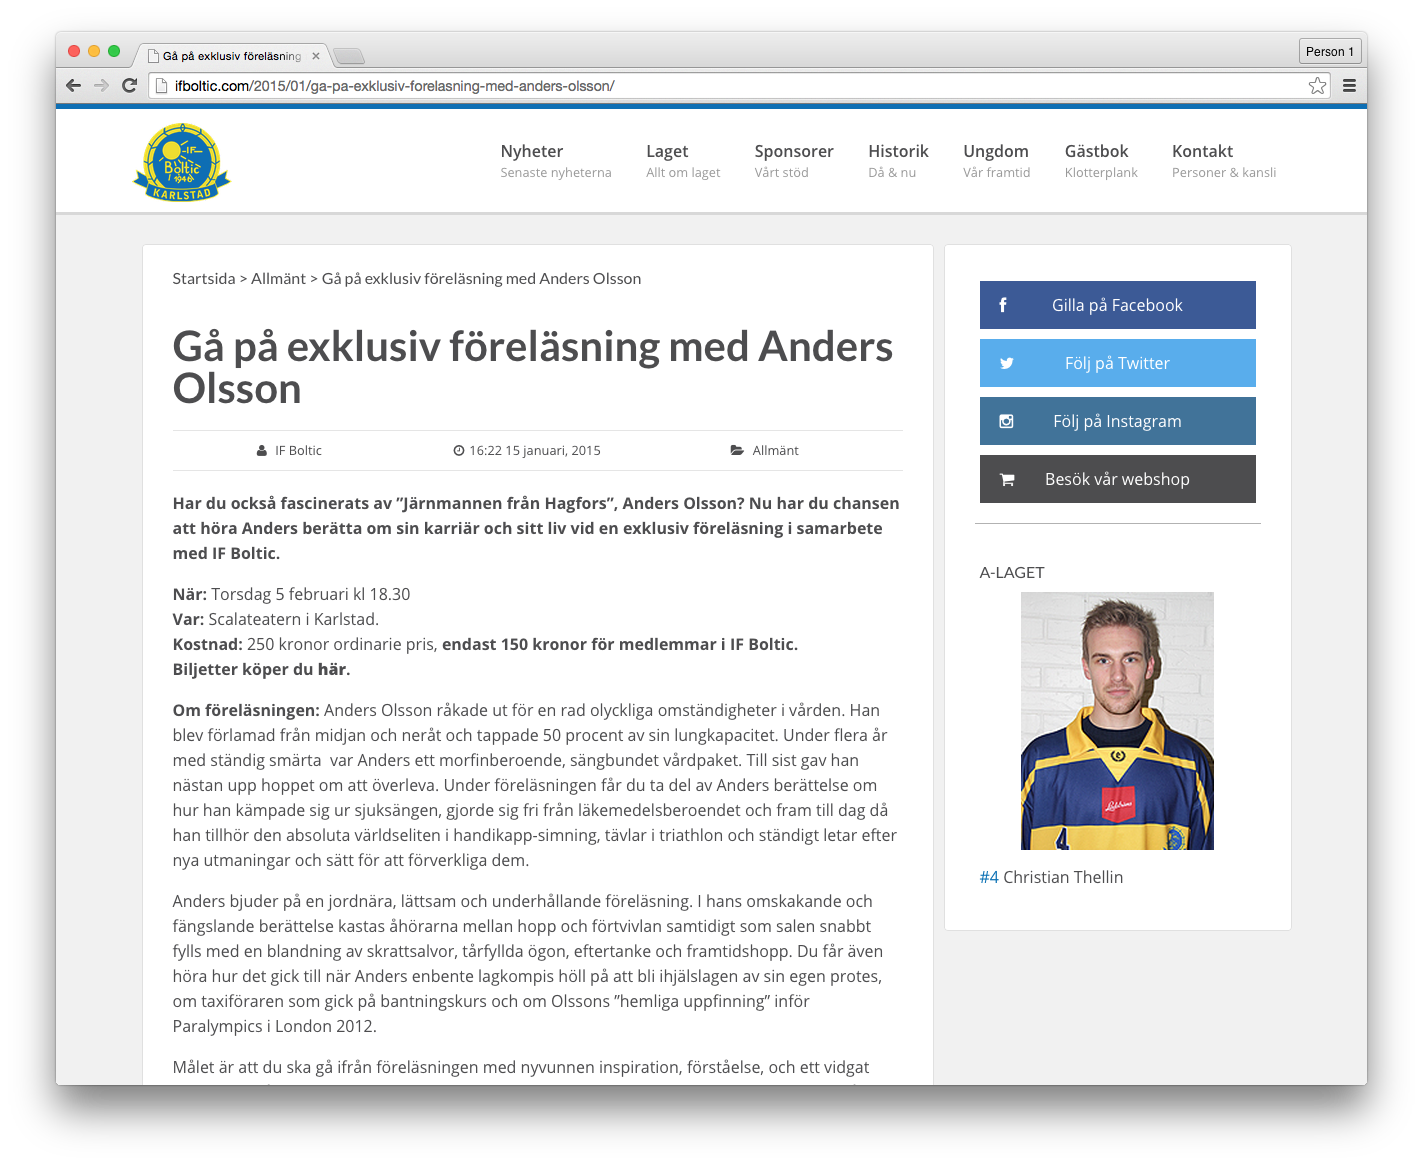 Gå på exklusiv föreläsning
Person 1
ifboltic.com/2015/01/ga-pa-exklusiv-forelasning-med-anders-olsson/
IF
Boltic
1946
KARLSTAD
Nyheter
Senaste nyheterna
Laget
Allt om laget
Sponsorer
Vårt stöd
Historik
Då & nu
Ungdom
Vår framtid
Gästbok
Klotterplank
Kontakt
Personer & kansli
Startsida > Allmänt > Gå på exklusiv föreläsning med Anders Olsson
Gå på exklusiv föreläsning med Anders
Olsson
IF Boltic
16:22 15 januari, 2015
Allmänt
Har du också fascinerats av ”Järnmannen från Hagfors”, Anders Olsson? Nu har du chansen
att höra Anders berätta om sin karriär och sitt liv vid en exklusiv föreläsning i samarbete
med IF Boltic.
När: Torsdag 5 februari kl 18.30
Var: Scalateatern i Karlstad.
Kostnad: 250 kronor ordinarie pris, endast 150 kronor för medlemmar i IF Boltic.
Biljetter köper du här.
Om föreläsningen: Anders Olsson råkade ut för en rad olyckliga omständigheter i vården. Han
blev förlamad från midjan och neråt och tappade 50 procent av sin lungkapacitet. Under flera år
med ständig smärta  var Anders ett morfinberoende, sängbundet vårdpaket. Till sist gav han
nästan upp hoppet om att överleva. Under föreläsningen får du ta del av Anders berättelse om
hur han kämpade sig ur sjuksängen, gjorde sig fri från läkemedelsberoendet och fram till dag då
han tillhör den absoluta världseliten i handikapp-simning, tävlar i triathlon och ständigt letar efter
nya utmaningar och sätt för att förverkliga dem.
Anders bjuder på en jordnära, lättsam och underhållande föreläsning. I hans omskakande och
fängslande berättelse kastas åhörarna mellan hopp och förtvivlan samtidigt som salen snabbt
fylls med en blandning av skrattsalvor, tårfyllda ögon, eftertanke och framtidshopp. Du får även
höra hur det gick till när Anders enbente lagkompis höll på att bli ihjälslagen av sin egen protes,
om taxiföraren som gick på bantningskurs och om Olssons ”hemliga uppfinning” inför
Paralympics i London 2012.
Målet är att du ska gå ifrån föreläsningen med nyvunnen inspiration, förståelse, och ett vidgat
Gilla på Facebook
Följ på Twitter
Följ på Instagram
Besök vår webshop
A-LAGET
Löfbergs
4
#4 Christian Thellin